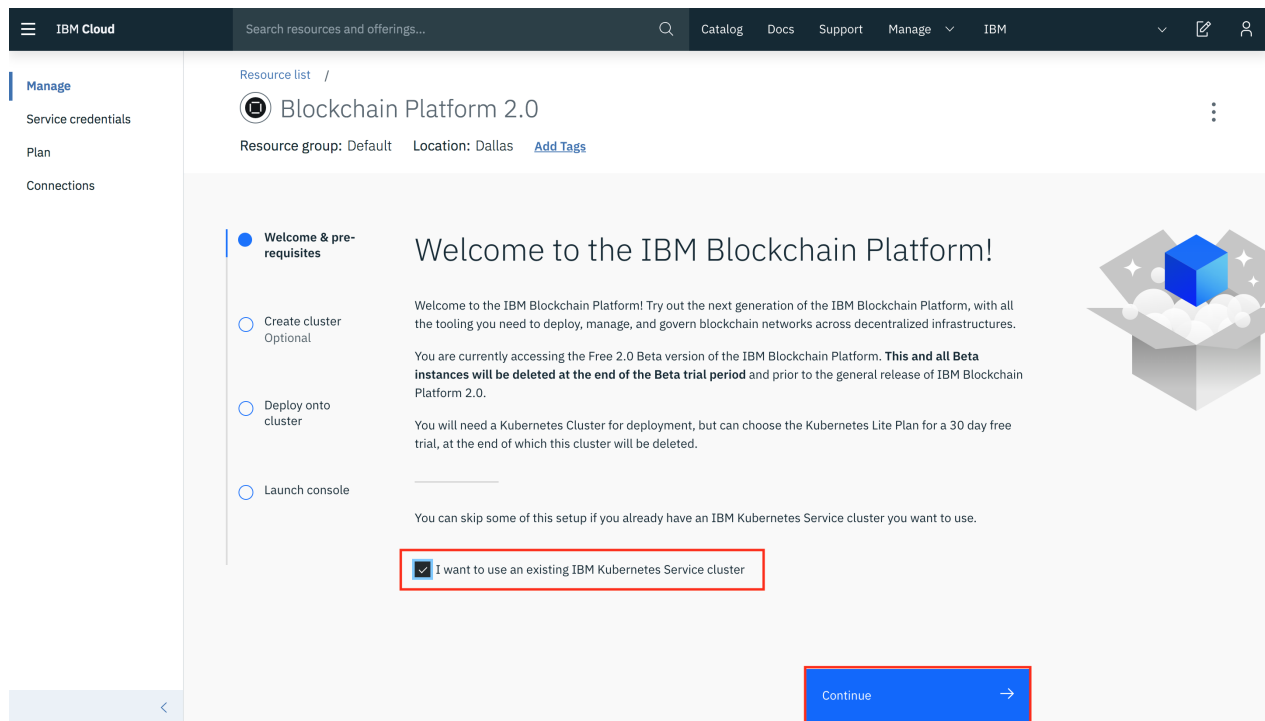 IBM Cloud
Search resources and offerings...
Catalog
Docs
Support
Manage
IBM
Manage
Service credentials
Plan
Connections
Resource list /
Blockchain Platform 2.0
Resource group: Default
Location: Dallas
Add Tags
Welcome & pre-
requisites
Create cluster
Optional
Deploy onto
cluster
Launch console
Welcome to the IBM Blockchain Platform!
Welcome to the IBM Blockchain Platform! Try out the next generation of the IBM Blockchain Platform, with all
the tooling you need to deploy, manage, and govern blockchain networks across decentralized infrastructures.
You are currently accessing the Free 2.0 Beta version of the IBM Blockchain Platform. This and all Beta
instances will be deleted at the end of the Beta trial period and prior to the general release of IBM Blockchain
Platform 2.0.
You will need a Kubernetes Cluster for deployment, but can choose the Kubernetes Lite Plan for a 30 day free
trial, at the end of which this cluster will be deleted.
You can skip some of this setup if you already have an IBM Kubernetes Service cluster you want to use.
I want to use an existing IBM Kubernetes Service cluster
Continue